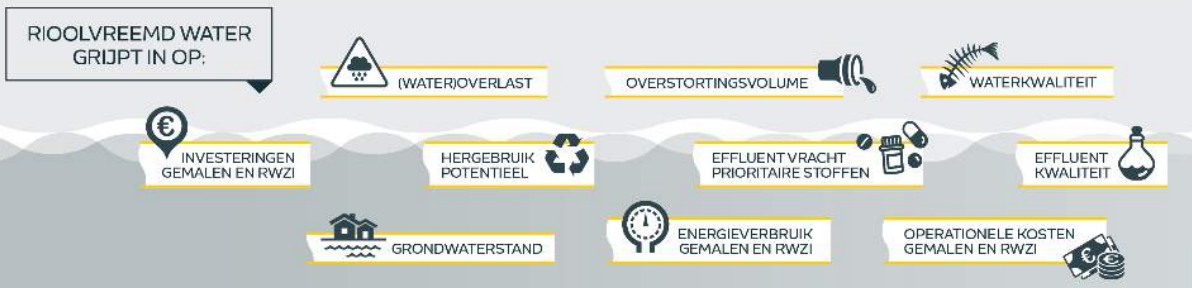 RIOOLVREEMD WATER
GRIJPT IN OP:
(WATER)OVERLAST
OVERSTORTINGSVOLUME
WATERKWALITEIT
€
INVESTERINGEN
GEMALEN EN RWZI
HERGEBRUIK
POTENTIEEL
EFFLUENT VRACHT
PRIORITAIRE STOFFEN
EFFLUENT
KWALITEIT
GRONDWATERSTAND
ENERGIEVERBRUIK
GEMALEN EN RWZI
OPERATIONELE KOSTEN
GEMALEN EN RWZI
€
€